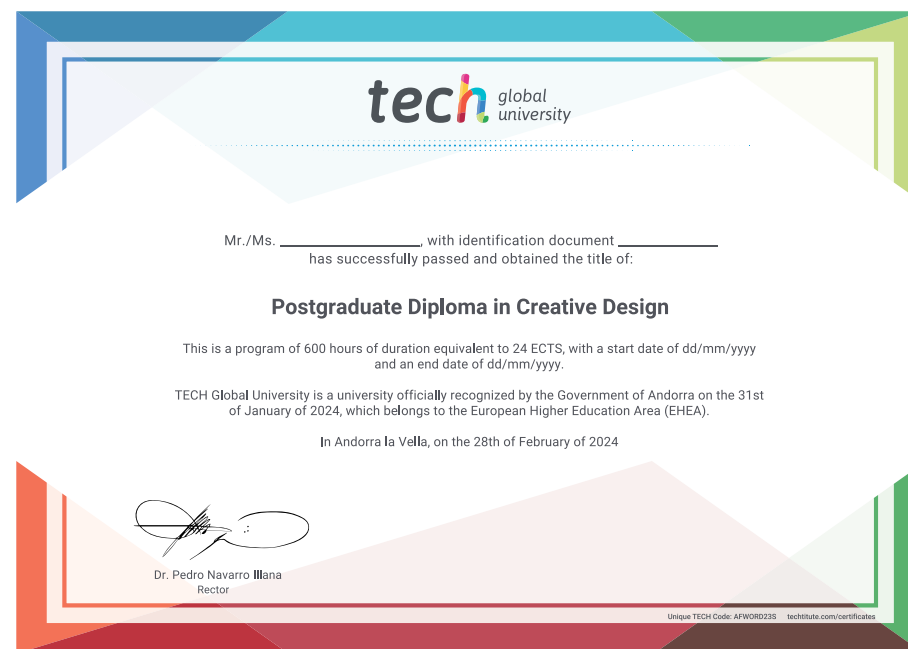 tech global university
Mr./Ms. ____________________, with identification document ______________
has successfully passed and obtained the title of:
Postgraduate Diploma in Creative Design
This is a program of 600 hours of duration equivalent to 24 ECTS, with a start date of dd/mm/yyyy
and an end date of dd/mm/yyyy.
TECH Global University is a university officially recognized by the Government of Andorra on the 31st
of January of 2024, which belongs to the European Higher Education Area (EHEA).
In Andorra la Vella, on the 28th of February of 2024
Dr. Pedro Navarro Illana
Rector
Unique TECH Code: AFWORD23S techtitute.com/certificates